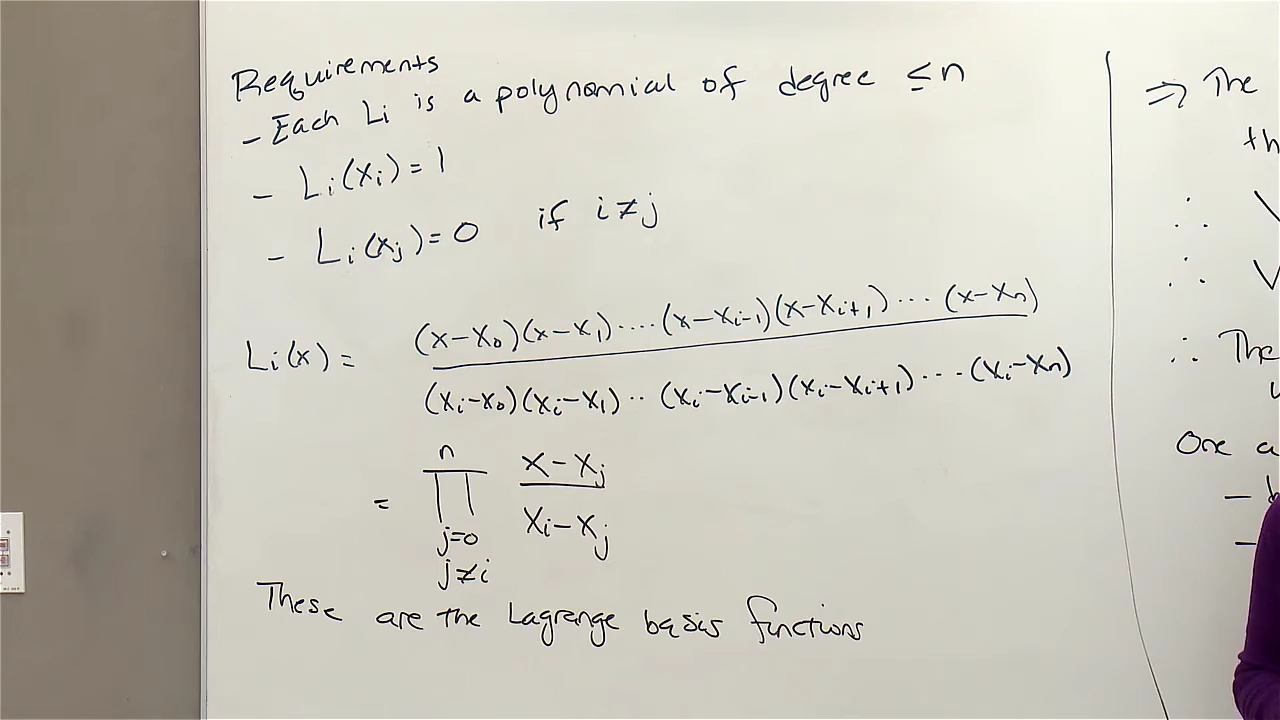 Requirements
- Each Li is a polynomial of degree ≤n
- Li(xi)=1
- Li(xj)=0 if i≠j
Li(x) = (x-x0)(x-x1)....(x-xi-1)(x-xi+1)...(x-xn)
(xi-x0)(xi-x1)..(xi-xi-1)(xi-xi+1)...(xi-xn)
= n ∏ j=0 j≠i x-xj / xi-xj
These are the Lagrange basis functions
⇒ The
th
∴ V
∴ V
∴ The
One a
-
-